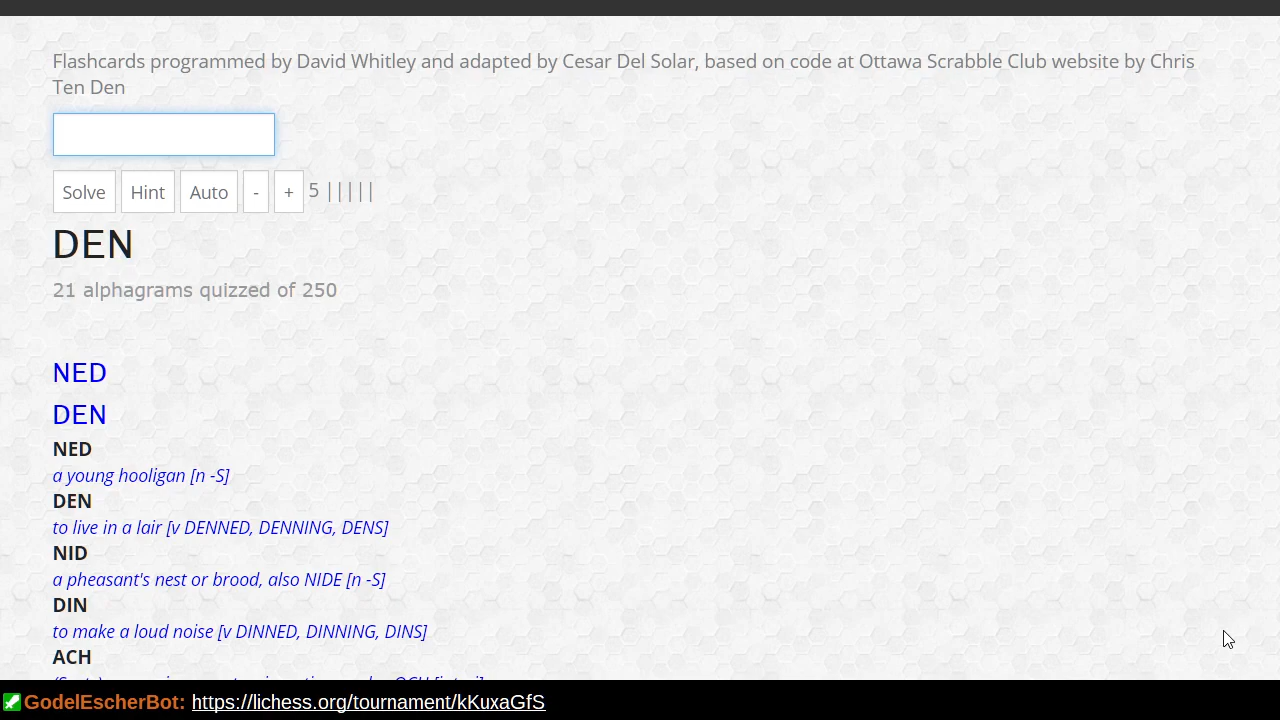 Flashcards programmed by David Whitley and adapted by Cesar Del Solar, based on code at Ottawa Scrabble Club website by Chris
Ten Den
Solve Hint Auto - + 5 |||||
DEN
21 alphagrams quizzed of 250
NED
DEN
NED
a young hooligan [n -S]
DEN
to live in a lair [v DENNED, DENNING, DENS]
NID
a pheasant's nest or brood, also NIDE [n -S]
DIN
to make a loud noise [v DINNED, DINNING, DINS]
ACH
GodelEscherBot: https://lichess.org/tournament/kKuxaGfS